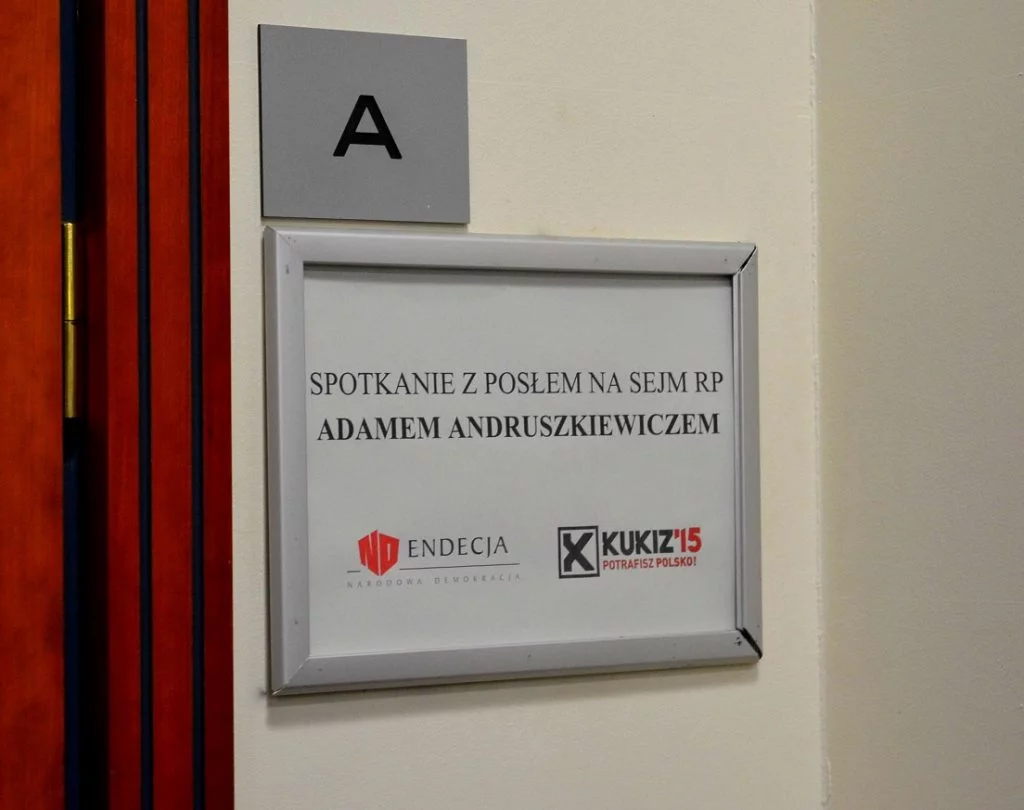 A
SPOTKANIE Z POSŁEM NA SEJM RP
ADAMEM ANDRUSZKIEWICZEM
ND ENDECJA
NARODOWA DEMOKRACJA
X KUKIZ'15
POTRAFISZ POLSKO!